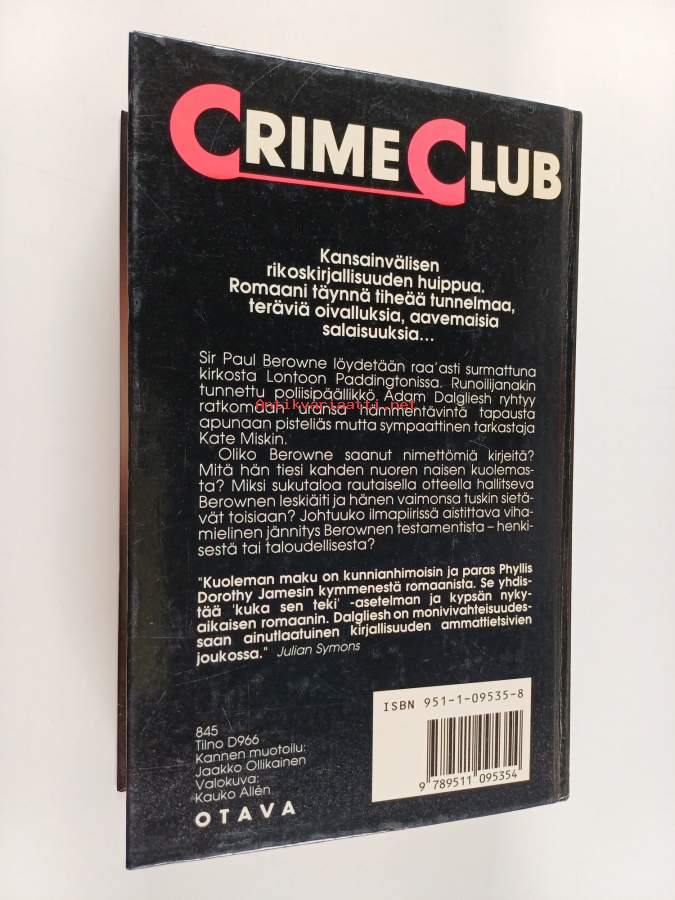 CRIME CLUB
Kansainvälisen
rikoskirjallisuuden huippua.
Romaani täynnä tiheää tunnelmaa,
teräviä oivalluksia, aavemaisia
salaisuuksia...
Sir Paul Berowne löydetään raa'asti surmattuna
kirkosta Lontoon Paddingtonissa. Runoilijanakin
tunnettu poliisipäällikkö Adam Dalgliesh ryhtyy
Antikvariaatti.net
ratkomaan uransa hämmentävintä tapausta
apunaan pisteliäs mutta sympaattinen tarkastaja
Kate Miskin.
Oliko Berowne saanut nimettömiä kirjeitä?
Mitä hän tiesi kahden nuoren naisen kuolemas-
ta? Miksi sukutaloa rautaisella otteella hallitseva
Berownen leskiäiti ja hänen vaimonsa tuskin sietä-
vät toisiaan? Johtuuko ilmapiirissä aistittava viha-
mielinen jännitys Berownen testamentista – henki-
sestä tai taloudellisesta?
"Kuoleman maku on kunnianhimoisin ja paras Phyllis
Dorothy Jamesin kymmenestä romaanista. Se yhdis-
tää 'kuka sen teki' -asetelman ja kypsän nyky-
aikaisen romaanin. Dalgliesh on monivivahteisuudes-
saan ainutlaatuinen kirjallisuuden ammattietsivien
joukossa." Julian Symons
ISBN 951-1-09535-8
9 789511 095354
845
Tilno D966
Kannen muotoilu:
Jaakko Ollikainen
Valokuva:
Kauko Allén
OTAVA